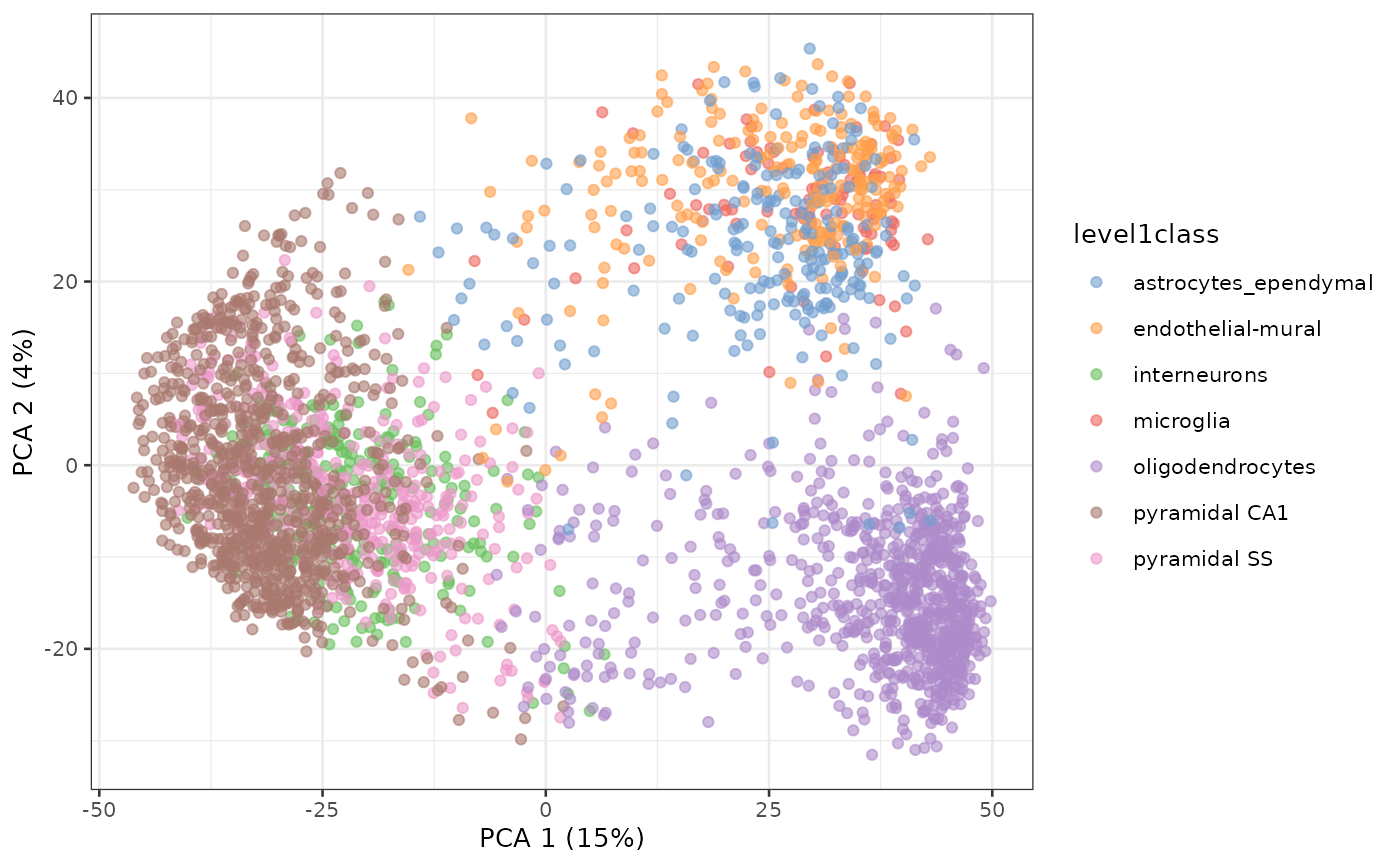 40
20
0
-20
-50
-25
0
25
50
PCA 1 (15%)
PCA 2 (4%)
level1class
astrocytes_ependymal
endothelial-mural
interneurons
microglia
oligodendrocytes
pyramidal CA1
pyramidal SS